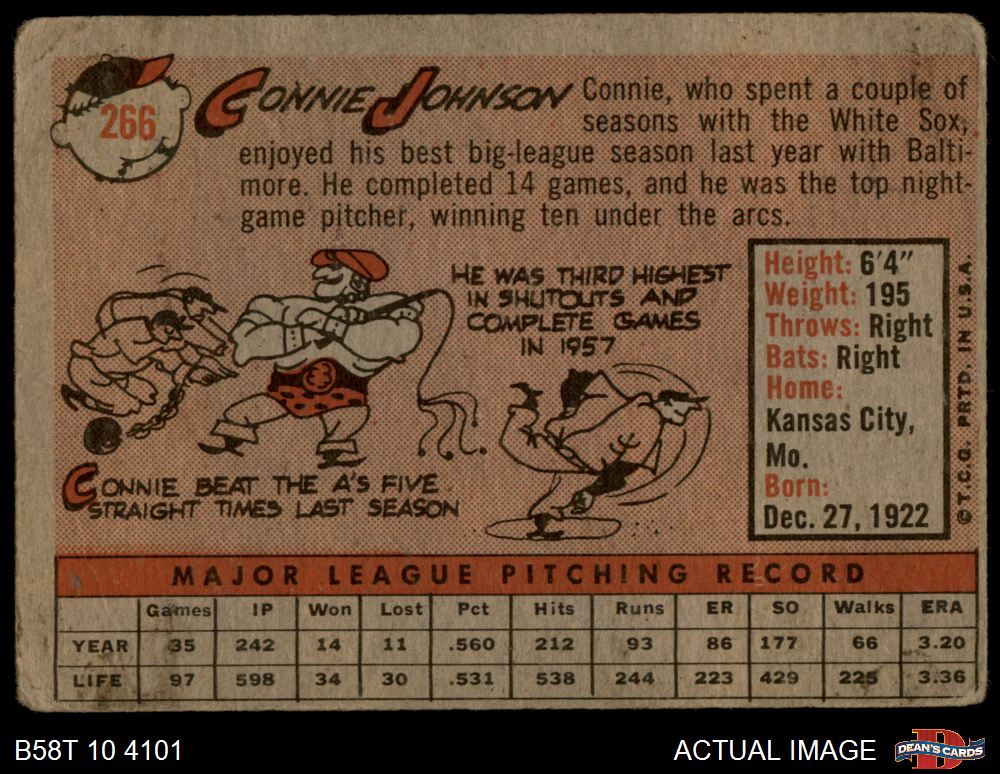 266
CONNIE JOHNSON
Connie, who spent a couple of
seasons with the White Sox,
enjoyed his best big-league season last year with Balti-
more. He completed 14 games, and he was the top night-
game pitcher, winning ten under the arcs.
HE WAS THIRD HIGHEST
IN SHUTOUTS AND
COMPLETE GAMES
IN 1957
CONNIE BEAT THE A'S FIVE
STRAIGHT TIMES LAST SEASON
Height: 6'4"
Weight: 195
Throws: Right
Bats: Right
Home:
Kansas City,
Mo.
Born:
Dec. 27, 1922
© T.C.G. PRTD. IN U.S.A.
MAJOR LEAGUE PITCHING RECORD
Games IP Won Lost Pct Hits Runs ER SO Walks ERA
YEAR 35 242 14 11 .560 212 93 86 177 66 3.20
LIFE 97 598 34 30 .531 538 244 223 429 225 3.36
B58T 10 4101
ACTUAL IMAGE
D
DEAN'S CARDS